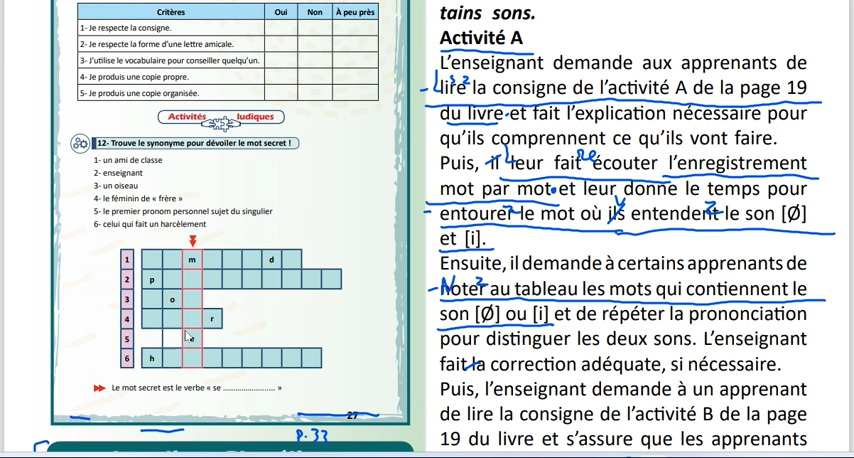 Critères Oui Non À peu près
1- Je respecte la consigne.
2- Je respecte la forme d'une lettre amicale.
3- J'utilise le vocabulaire pour conseiller quelqu'un.
4- Je produis une copie propre.
5- Je produis une copie organisée.
Activités ludiques
12- Trouve le synonyme pour dévoiler le mot secret !
1- un ami de classe
2- enseignant
3- un oiseau
4- le féminin de « frère »
5- le premier pronom personnel sujet du singulier
6- celui qui fait un harcèlement
1 m d
2 p
3 o
4 r
5 e
6 h
Le mot secret est le verbe « se ........................ »
27
P.33
tains sons.
Activité A
L'enseignant demande aux apprenants de
lire la consigne de l'activité A de la page 19
du livre et fait l'explication nécessaire pour
qu'ils comprennent ce qu'ils vont faire.
Puis, il leur fait écouter l'enregistrement
mot par mot et leur donne le temps pour
entourer le mot où ils entendent le son [Ø]
et [i].
Ensuite, il demande à certains apprenants de
Noter au tableau les mots qui contiennent le
son [Ø] ou [i] et de répéter la prononciation
pour distinguer les deux sons. L'enseignant
fait la correction adéquate, si nécessaire.
Puis, l'enseignant demande à un apprenant
de lire la consigne de l'activité B de la page
19 du livre et s'assure que les apprenants